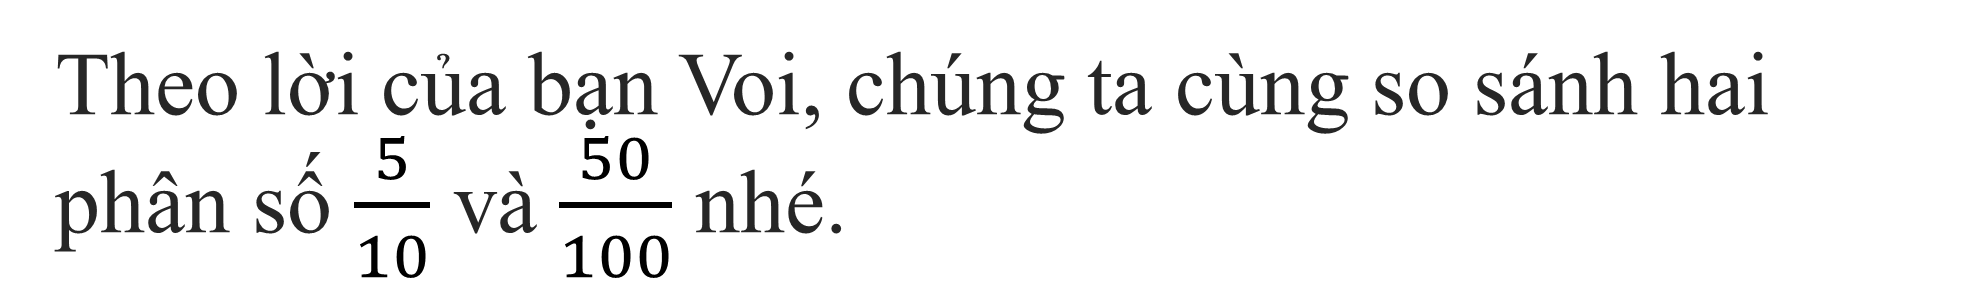 Theo lời của bạn Voi, chúng ta cùng so sánh hai
phân số 5/10 và 50/100 nhé.